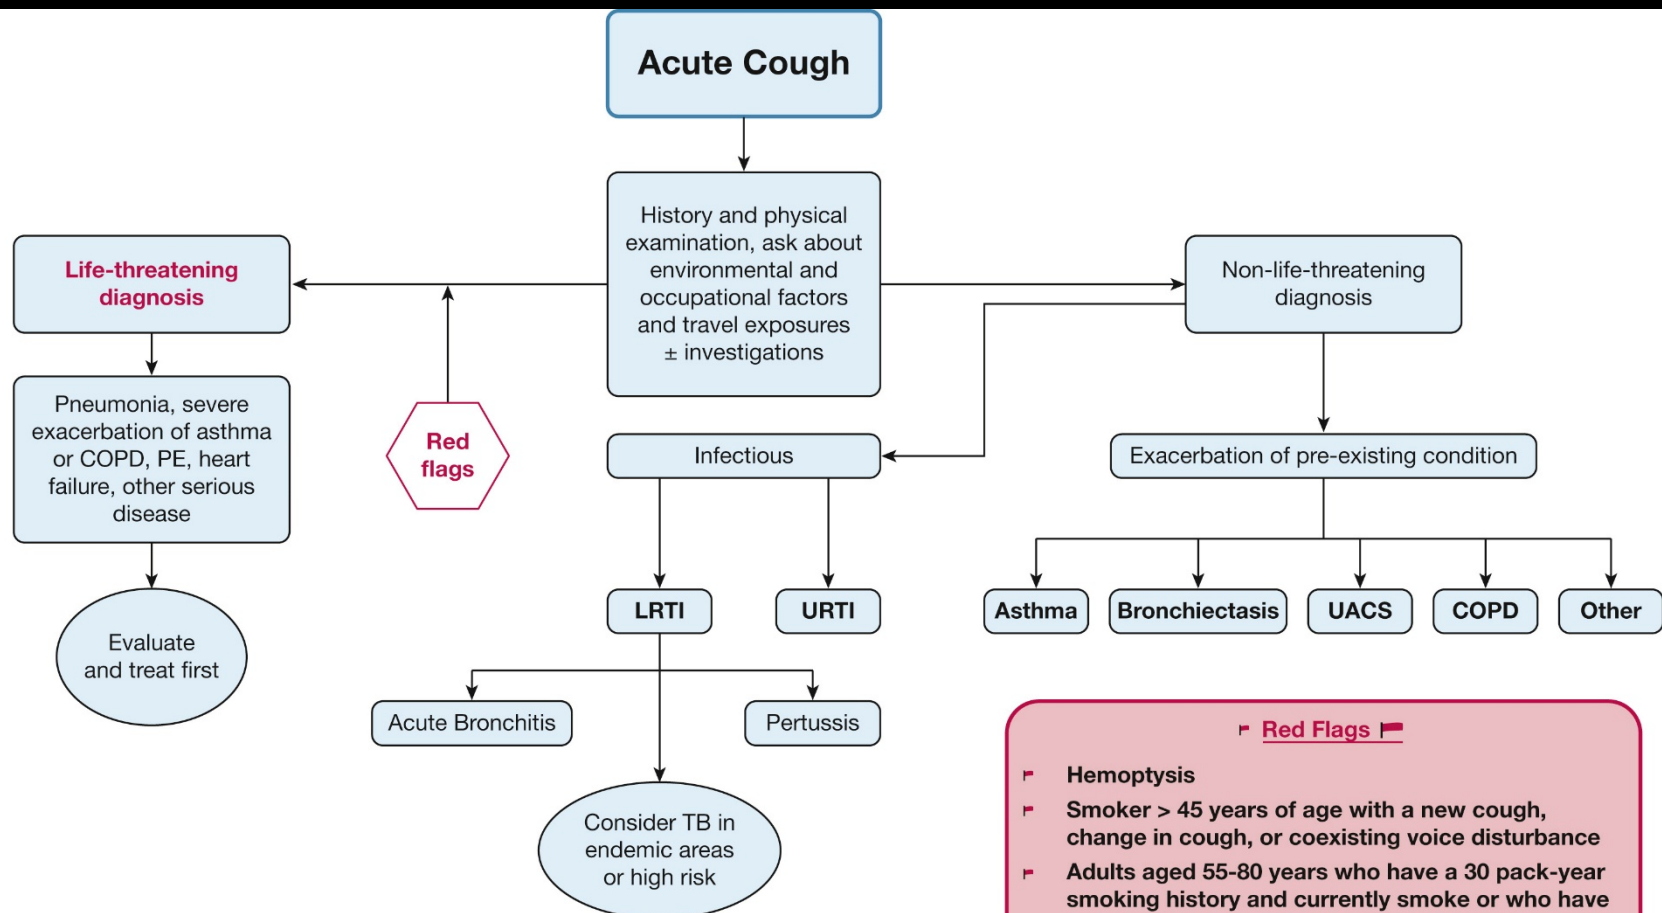 Acute Cough
History and physical
examination, ask about
environmental and
occupational factors
and travel exposures
± investigations
Life-threatening
diagnosis
Non-life-threatening
diagnosis
Pneumonia, severe
exacerbation of asthma
or COPD, PE, heart
failure, other serious
disease
Red
flags
Evaluate
and treat first
Infectious
Exacerbation of pre-existing condition
LRTI
URTI
Asthma
Bronchiectasis
UACS
COPD
Other
Acute Bronchitis
Pertussis
Consider TB in
endemic areas
or high risk
Red Flags
Hemoptysis
Smoker > 45 years of age with a new cough,
change in cough, or coexisting voice disturbance
Adults aged 55-80 years who have a 30 pack-year
smoking history and currently smoke or who have